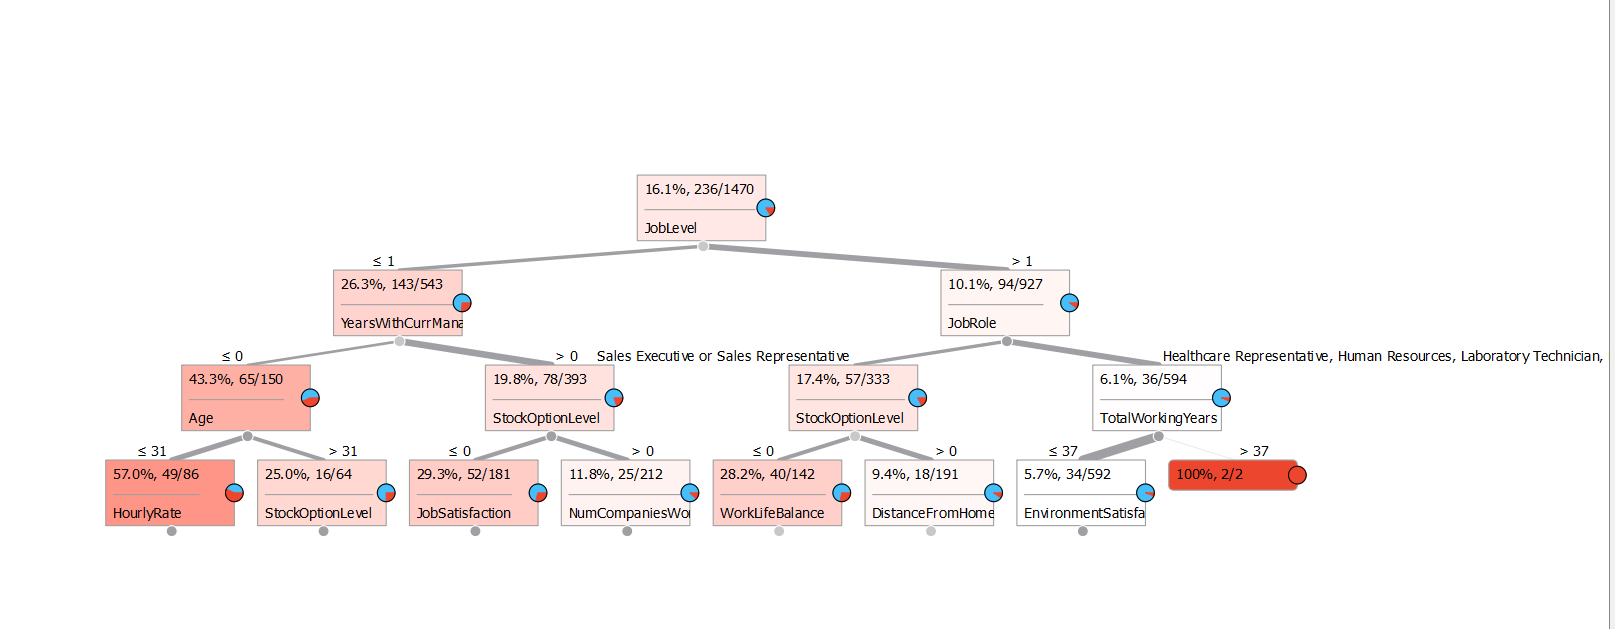 16.1%, 236/1470
JobLevel
≤ 1
> 1
26.3%, 143/543
YearsWithCurrMana
10.1%, 94/927
JobRole
≤ 0
> 0
Sales Executive or Sales Representative
Healthcare Representative, Human Resources, Laboratory Technician,
43.3%, 65/150
Age
19.8%, 78/393
StockOptionLevel
17.4%, 57/333
StockOptionLevel
6.1%, 36/594
TotalWorkingYears
≤ 31
> 31
≤ 0
> 0
≤ 0
> 0
≤ 37
> 37
57.0%, 49/86
HourlyRate
25.0%, 16/64
StockOptionLevel
29.3%, 52/181
JobSatisfaction
11.8%, 25/212
NumCompaniesWo
28.2%, 40/142
WorkLifeBalance
9.4%, 18/191
DistanceFromHome
5.7%, 34/592
EnvironmentSatisfa
100%, 2/2